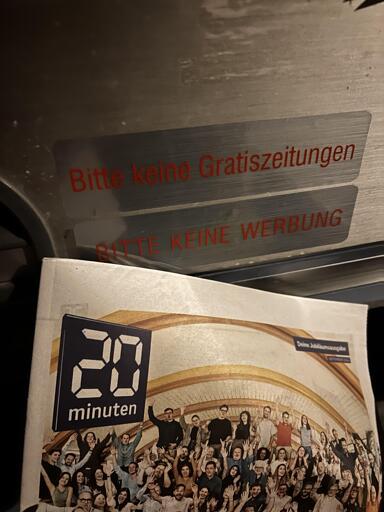 Bitte keine Gratiszeitungen
BITTE KEINE WERBUNG
20
minuten
Deine Jubiläumsausgabe